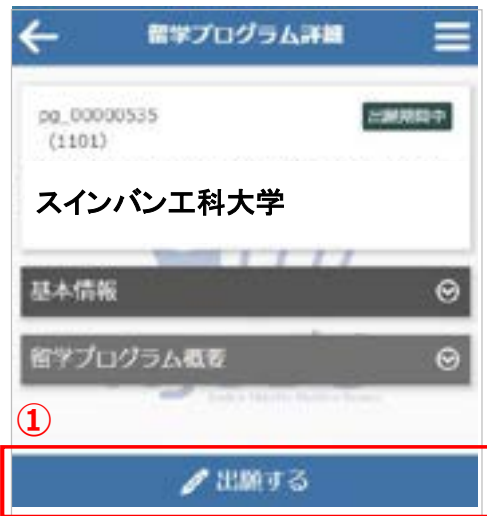 留学プログラム詳細
pg_00000535
出願期間中
(1101)
スインバン工科大学
基本情報
留学プログラム概要
①
出願する